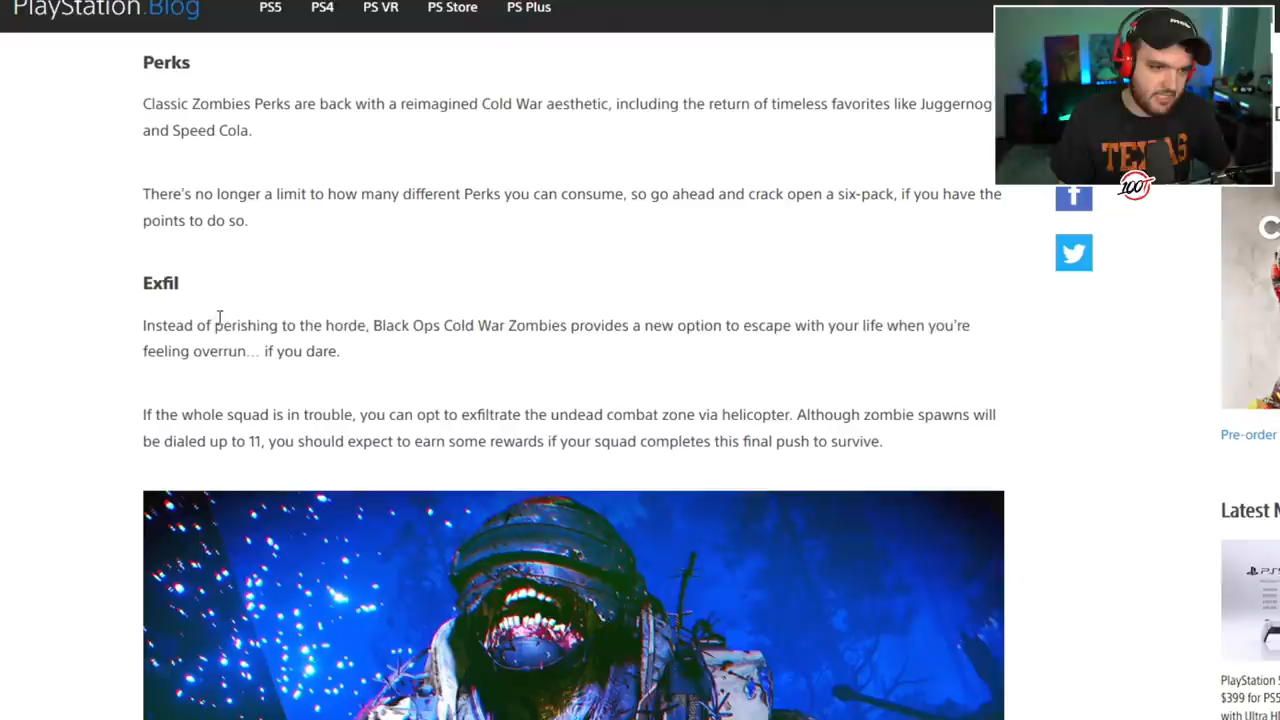 PlayStation.Blog
PS5 PS4 PS VR PS Store PS Plus
Perks
Classic Zombies Perks are back with a reimagined Cold War aesthetic, including the return of timeless favorites like Juggernog
and Speed Cola.
There's no longer a limit to how many different Perks you can consume, so go ahead and crack open a six-pack, if you have the
points to do so.
Exfil
Instead of perishing to the horde, Black Ops Cold War Zombies provides a new option to escape with your life when you're
feeling overrun… if you dare.
If the whole squad is in trouble, you can opt to exfiltrate the undead combat zone via helicopter. Although zombie spawns will
be dialed up to 11, you should expect to earn some rewards if your squad completes this final push to survive.
TEXAS
100T
Pre-order
Latest
PS5
PlayStation 5
$399 for PS5
with Ultra H